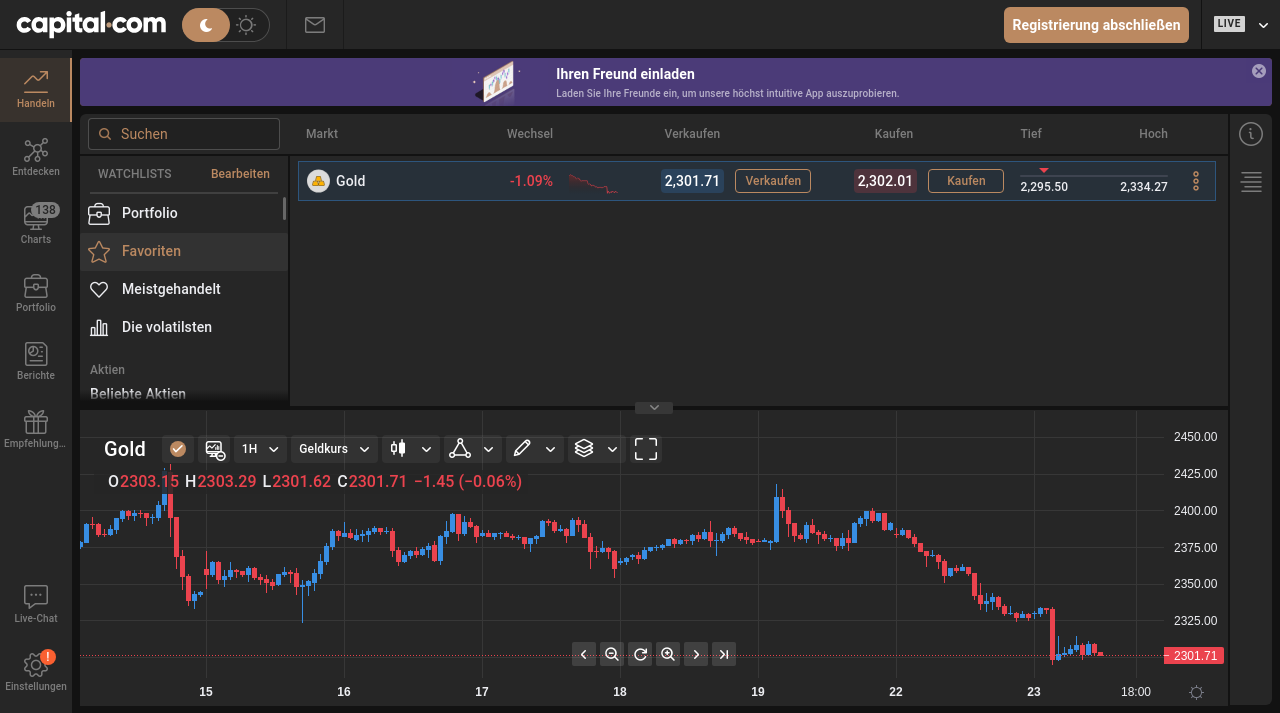 capital.com
Registrierung abschließen
LIVE
Handeln
Entdecken
138
Charts
Portfolio
Berichte
Empfehlung...
Live-Chat
!
Einstellungen
Ihren Freund einladen
Laden Sie Ihre Freunde ein, um unsere höchst intuitive App auszuprobieren.
Suchen
Markt Wechsel Verkaufen Kaufen Tief Hoch
WATCHLISTS Bearbeiten
Portfolio
Favoriten
Meistgehandelt
Die volatilsten
Aktien
Beliebte Aktien
Gold -1.09% 2,301.71 Verkaufen 2,302.01 Kaufen 2,295.50 2,334.27
Gold 1H Geldkurs
O2303.15 H2303.29 L2301.62 C2301.71 −1.45 (−0.06%)
2450.00
2425.00
2400.00
2375.00
2350.00
2325.00
2301.71
15 16 17 18 19 22 23 18:00